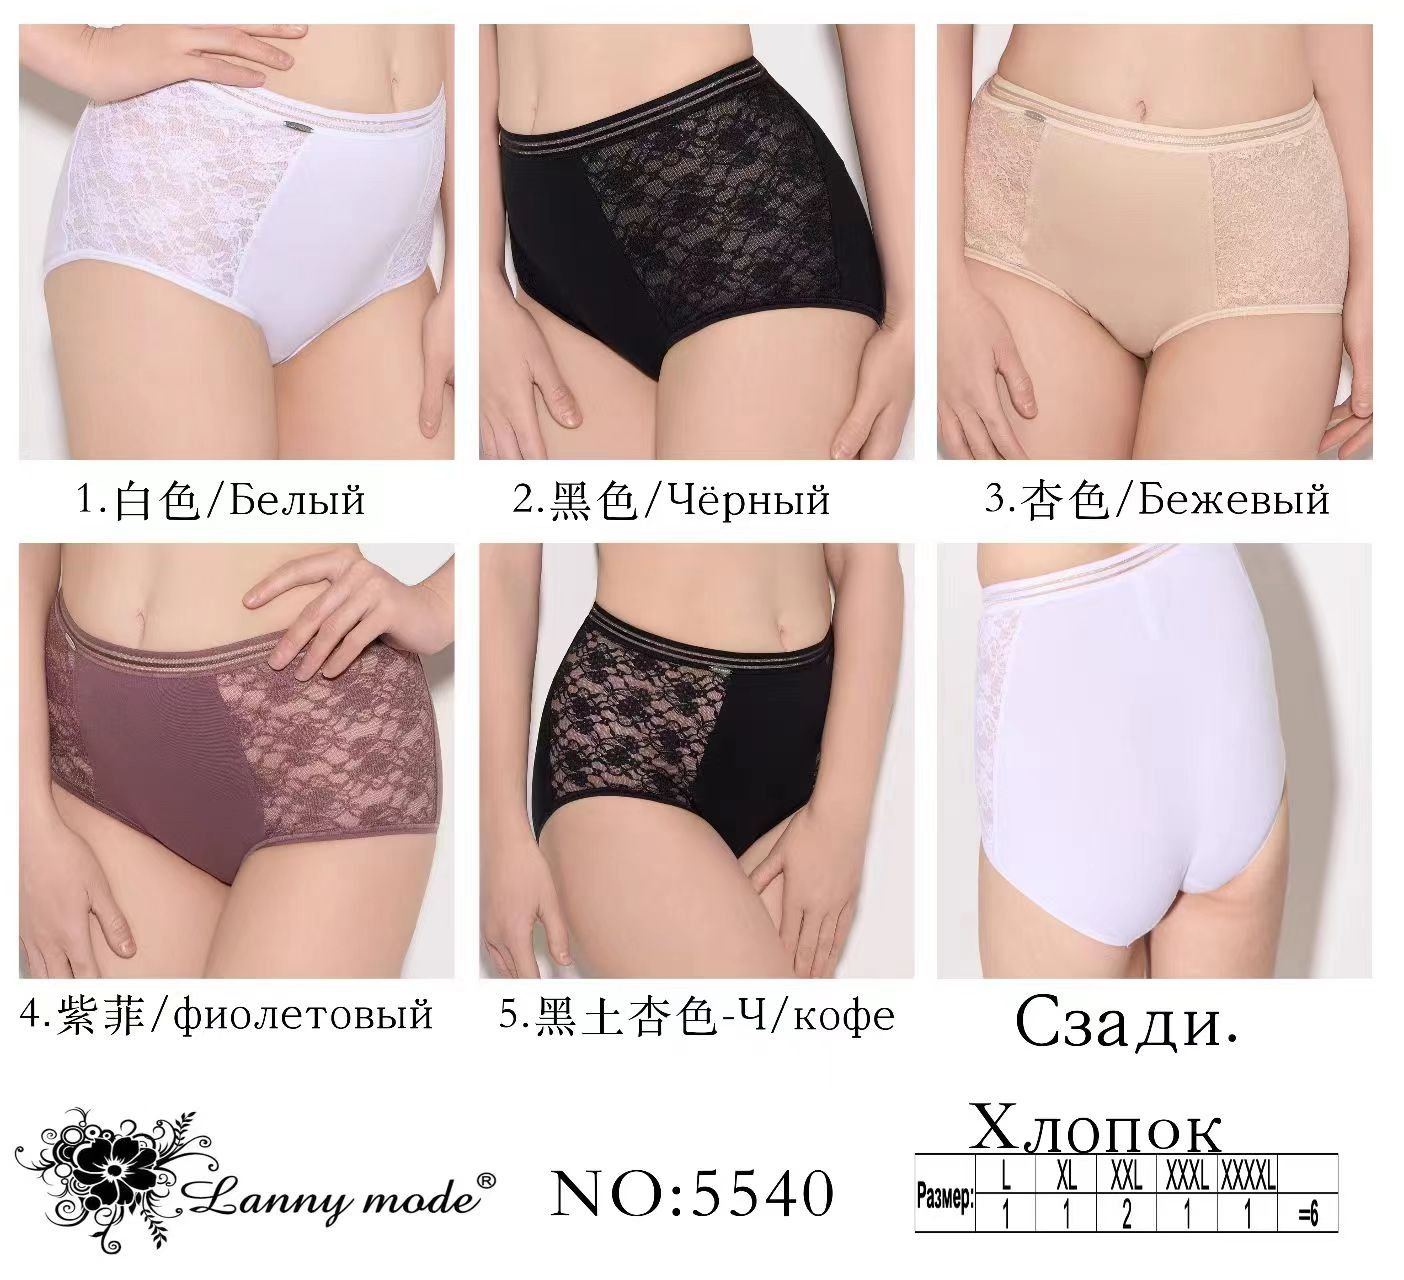 1.白色/Белый
2.黑色/Чёрный
3.杏色/Бежевый
4.紫菲/фиолетовый
5.黑土杏色-Ч/кофе
Сзади.
Lanny mode®
NO:5540
Хлопок
Размер: L XL XXL XXXL XXXXL
1 1 2 1 1 =6